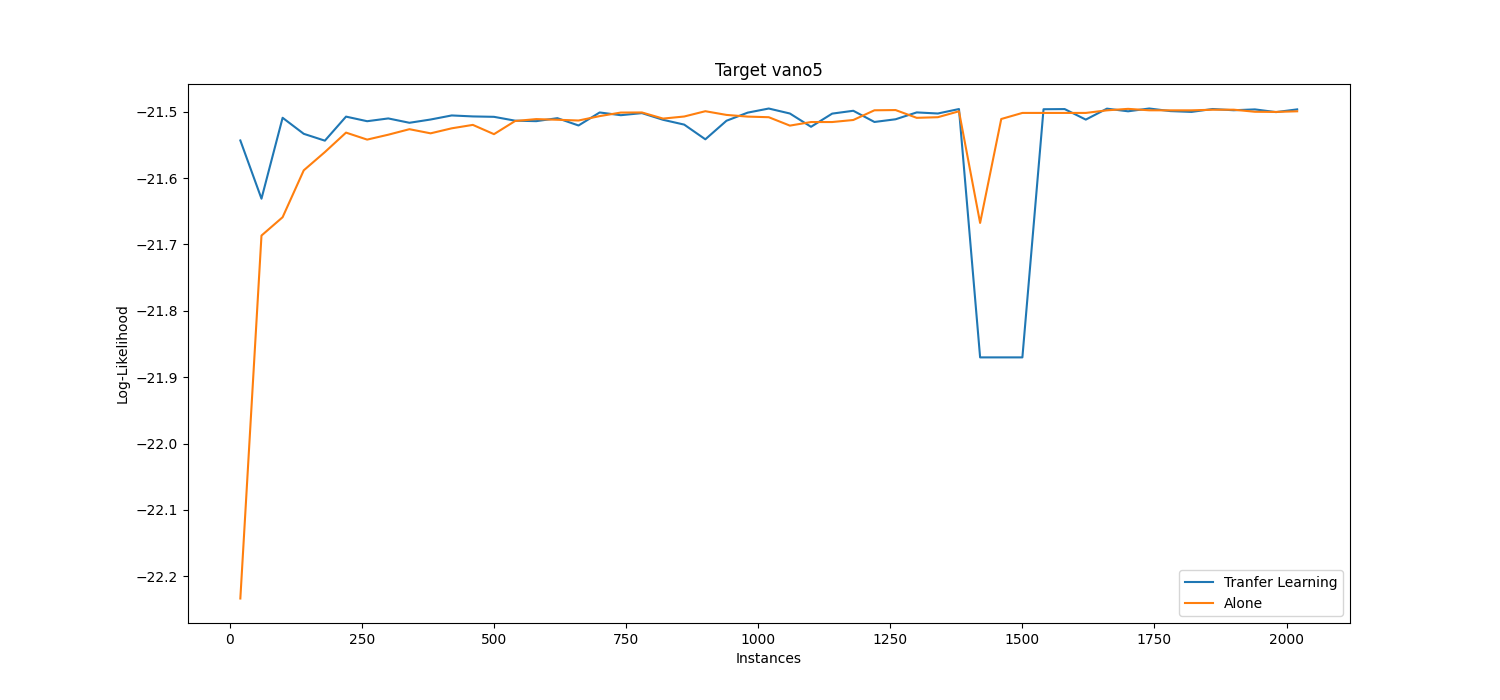 Target vano5
Log-Likelihood
−21.5
−21.6
−21.7
−21.8
−21.9
−22.0
−22.1
−22.2
0 250 500 750 1000 1250 1500 1750 2000
Instances
Tranfer Learning
Alone